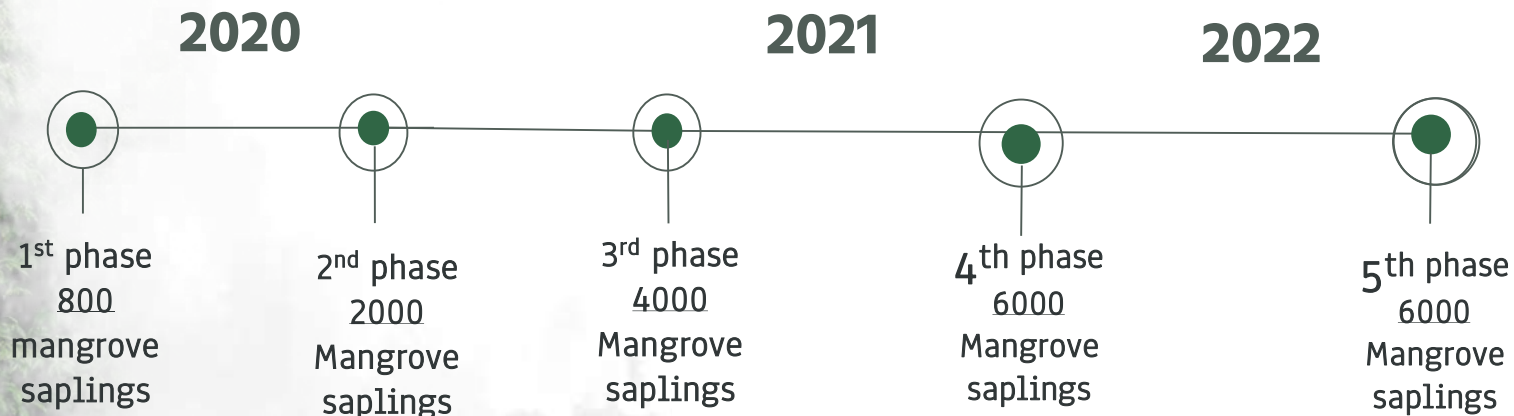 2020
2021
2022
1st phase
800
mangrove
saplings
2nd phase
2000
Mangrove
saplings
3rd phase
4000
Mangrove
saplings
4th phase
6000
Mangrove
saplings
5th phase
6000
Mangrove
saplings